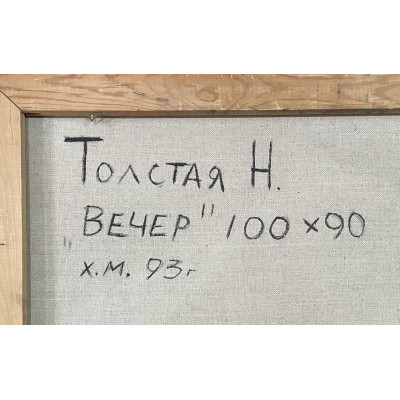 Толстая Н.
„ВЕЧЕР" 100×90
х.м. 93г